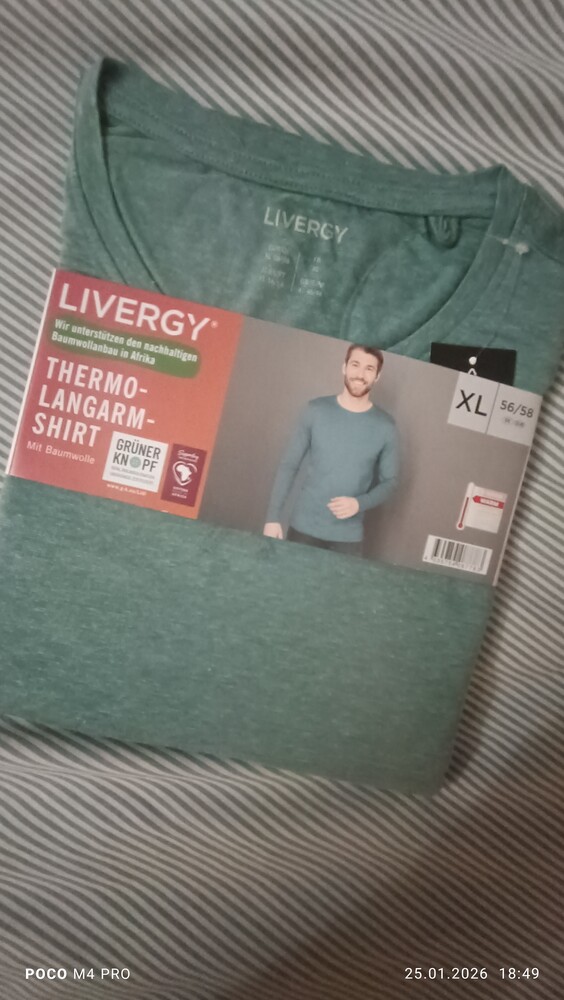 LIVERGY
LIVERGY®
Wir unterstützen den nachhaltigen
Baumwollanbau in Afrika
THERMO-
LANGARM-
SHIRT
Mit Baumwolle
GRÜNER
KNOPF
XL
56/58
POCO M4 PRO
25.01.2026 18:49